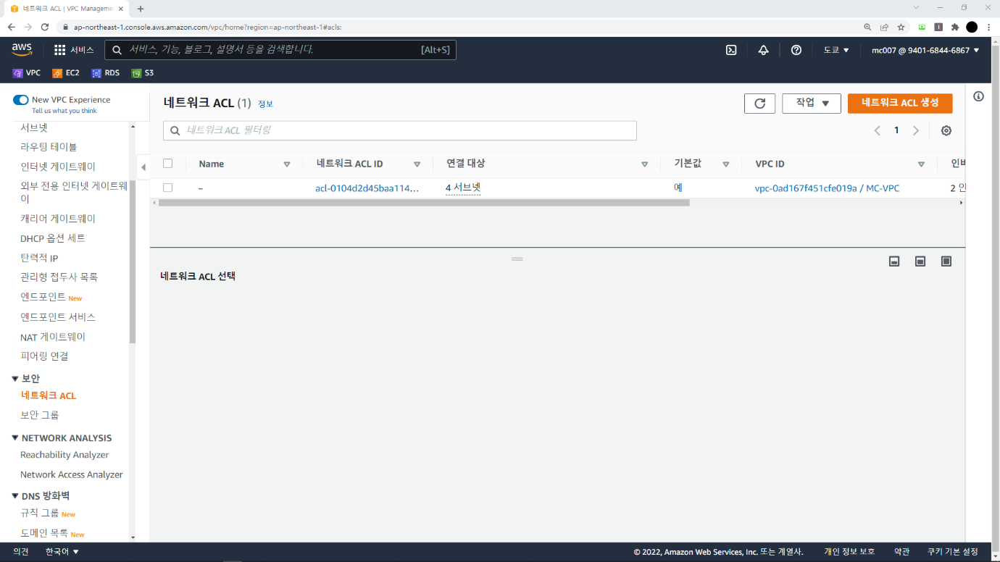 네트워크 ACL | VPC Manageme
ap-northeast-1.console.aws.amazon.com/vpc/home?region=ap-northeast-1#acls:
aws
서비스
서비스, 기능, 블로그, 설명서 등을 검색합니다.
[Alt+S]
도쿄
mc007 @ 9401-6844-6867
VPC
EC2
RDS
S3
New VPC Experience
Tell us what you think
서브넷
라우팅 테이블
인터넷 게이트웨이
외부 전용 인터넷 게이트웨
이
캐리어 게이트웨이
DHCP 옵션 세트
탄력적 IP
관리형 접두사 목록
엔드포인트 New
엔드포인트 서비스
NAT 게이트웨이
피어링 연결
보안
네트워크 ACL
보안 그룹
NETWORK ANALYSIS
Reachability Analyzer
Network Access Analyzer
DNS 방화벽
규칙 그룹 New
도메인 목록 New
네트워크 ACL (1) 정보
작업
네트워크 ACL 생성
네트워크 ACL 필터링
1
Name 네트워크 ACL ID 연결 대상 기본값 VPC ID 인바
– acl-0104d2d45baa114... 4 서브넷 예 vpc-0ad167f451cfe019a / MC-VPC 2 인
네트워크 ACL 선택
의견
한국어
© 2022, Amazon Web Services, Inc. 또는 계열사.
개인 정보 보호
약관
쿠키 기본 설정